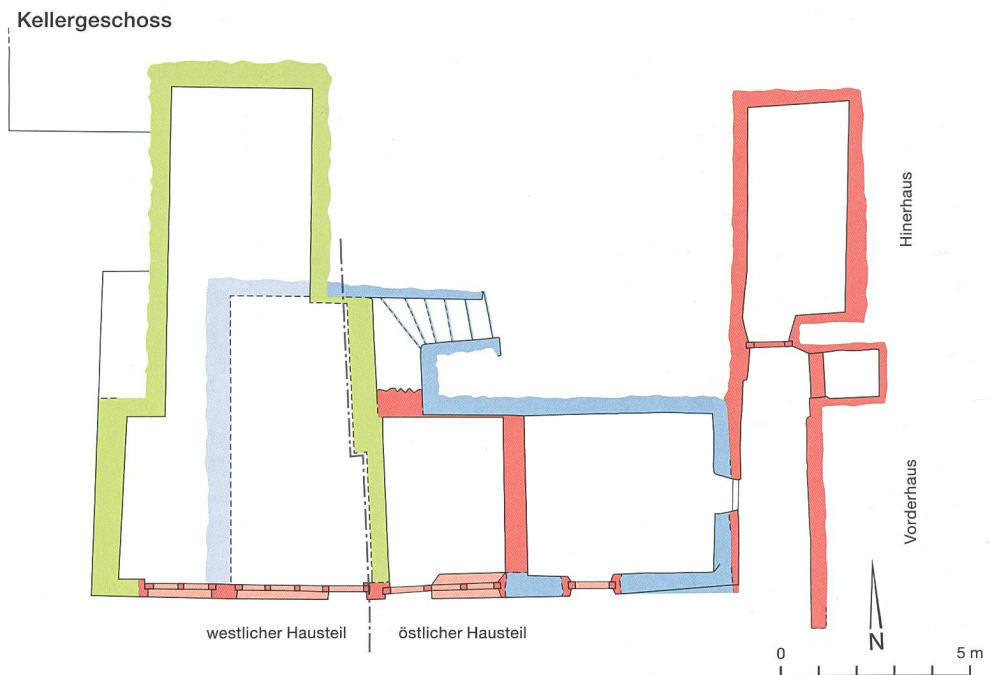 Kellergeschoss
Hinerhaus
Vorderhaus
westlicher Hausteil
östlicher Hausteil
N
0 5 m